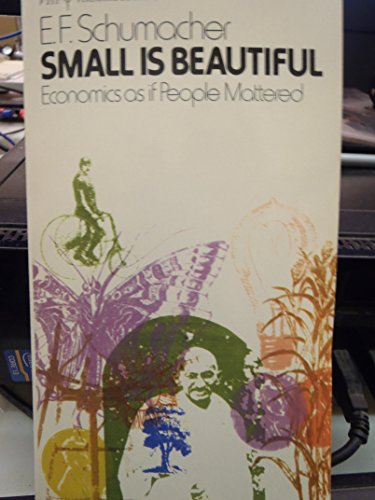 E.F. Schumacher
SMALL IS BEAUTIFUL
Economics as if People Mattered